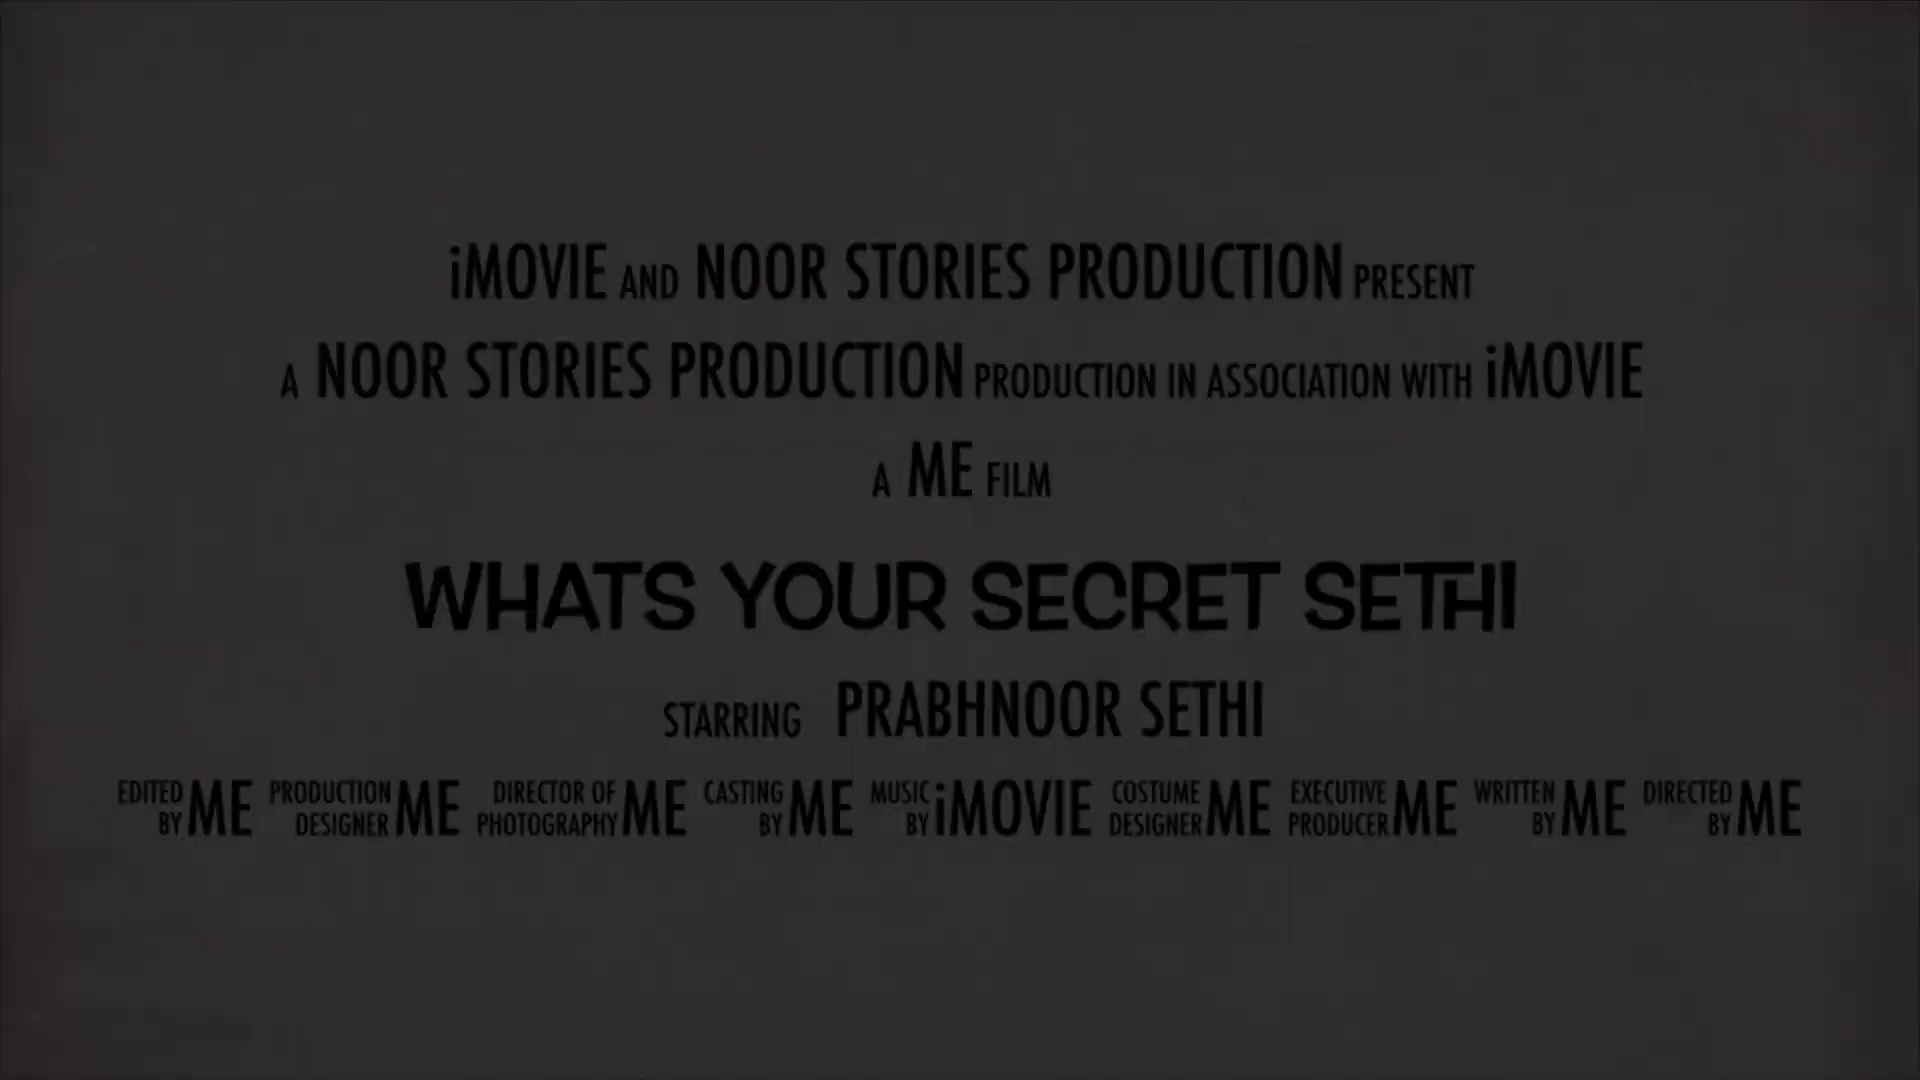 iMOVIE AND NOOR STORIES PRODUCTION PRESENT
A NOOR STORIES PRODUCTION PRODUCTION IN ASSOCIATION WITH iMOVIE
A ME FILM
WHATS YOUR SECRET SETHI
STARRING PRABHNOOR SETHI
EDITED BY ME PRODUCTION DESIGNER ME DIRECTOR OF PHOTOGRAPHY ME CASTING BY ME MUSIC BY iMOVIE COSTUME DESIGNER ME EXECUTIVE PRODUCER ME WRITTEN BY ME DIRECTED BY ME